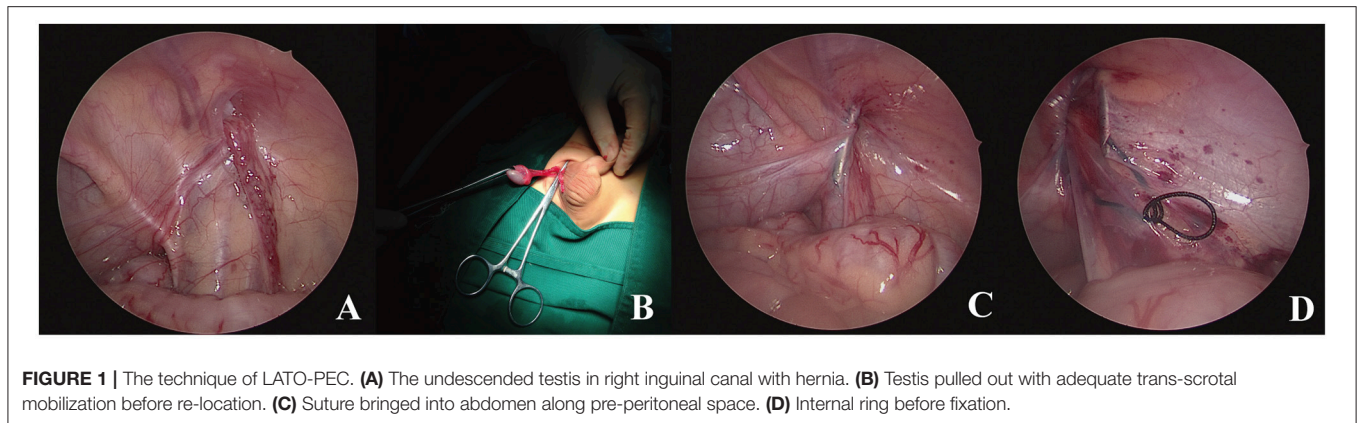 A
B
C
D
FIGURE 1 | The technique of LATO-PEC. (A) The undescended testis in right inguinal canal with hernia. (B) Testis pulled out with adequate trans-scrotal
mobilization before re-location. (C) Suture bringed into abdomen along pre-peritoneal space. (D) Internal ring before fixation.